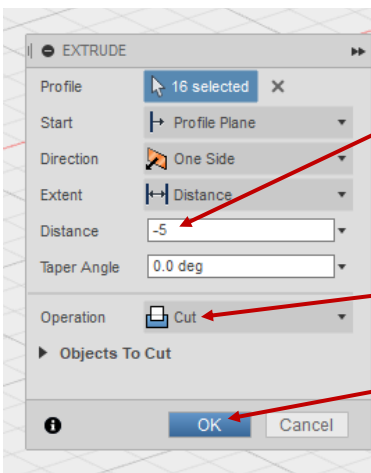 EXTRUDE
Profile 16 selected
Start Profile Plane
Direction One Side
Extent Distance
Distance -5
Taper Angle 0.0 deg
Operation Cut
Objects To Cut
OK Cancel